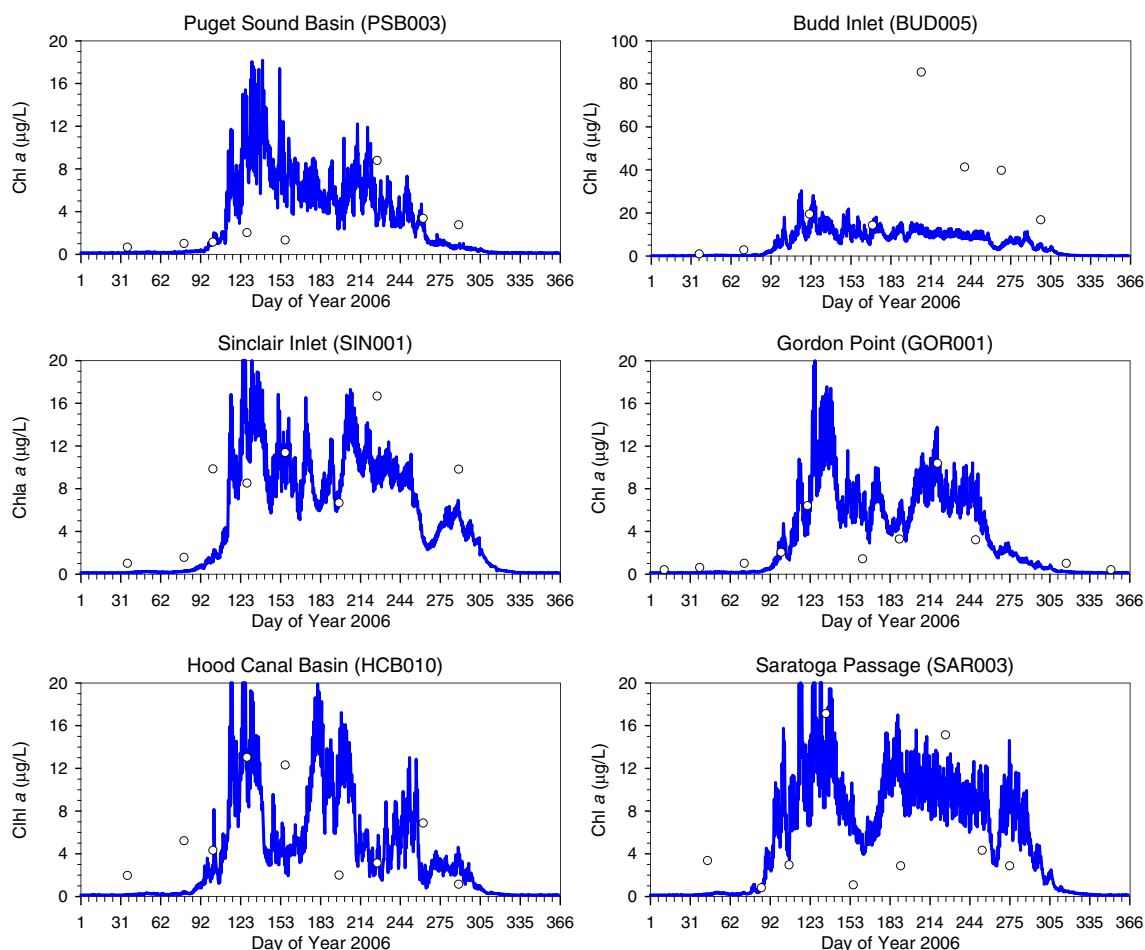 Puget Sound Basin (PSB003)
20
16
12
8
4
0
Chl a (µg/L)
1 31 62 92 123 153 183 214 244 275 305 335 366
Day of Year 2006
Budd Inlet (BUD005)
100
80
60
40
20
0
Chl a (µg/L)
1 31 62 92 123 153 183 214 244 275 305 335 366
Day of Year 2006
Sinclair Inlet (SIN001)
20
16
12
8
4
0
Chla a (µg/L)
1 31 62 92 123 153 183 214 244 275 305 335 366
Day of Year 2006
Gordon Point (GOR001)
20
16
12
8
4
0
Chl a (µg/L)
1 31 62 92 123 153 183 214 244 275 305 335 366
Day of Year 2006
Hood Canal Basin (HCB010)
20
16
12
8
4
0
Clhl a (µg/L)
1 31 62 92 123 153 183 214 244 275 305 335 366
Day of Year 2006
Saratoga Passage (SAR003)
20
16
12
8
4
0
Chl a (µg/L)
1 31 62 92 123 153 183 214 244 275 305 335 366
Day of Year 2006